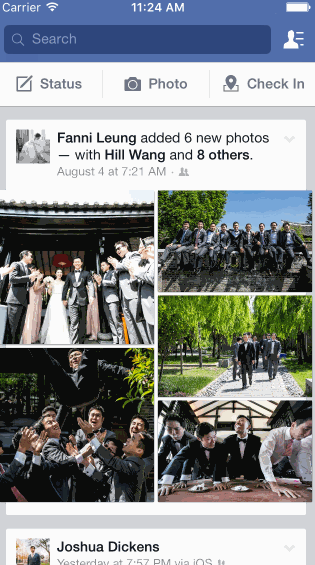 Carrier 11:24 AM
Search
Status Photo Check In
Fanni Leung added 6 new photos
— with Hill Wang and 8 others.
August 4 at 7:21 AM ·
Joshua Dickens
Yesterday at 7:57 PM via iOS